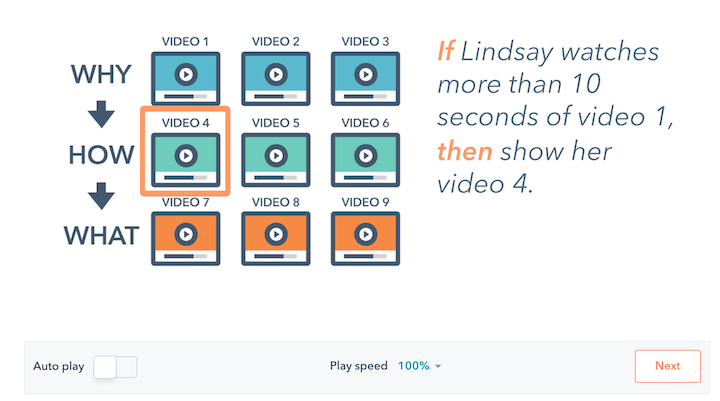 VIDEO 1 VIDEO 2 VIDEO 3
WHY
VIDEO 4 VIDEO 5 VIDEO 6
HOW
VIDEO 7 VIDEO 8 VIDEO 9
WHAT
If Lindsay watches
more than 10
seconds of video 1,
then show her
video 4.
Auto play Play speed 100% Next